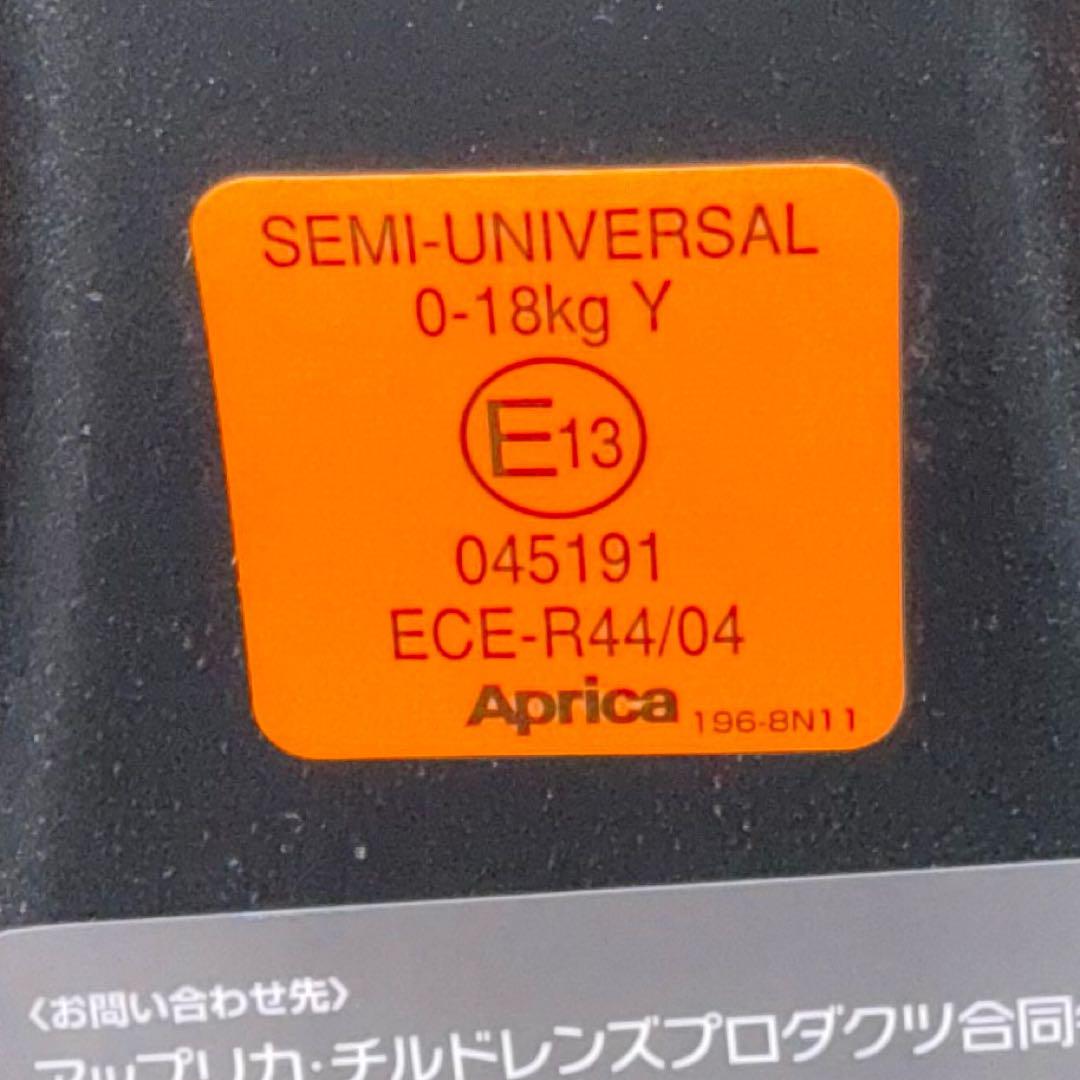 SEMI-UNIVERSAL
0-18kg Y
E13
045191
ECE-R44/04
Aprica 196-8N11
〈お問い合わせ先〉
アップリカ・チルドレンズプロダクツ合同